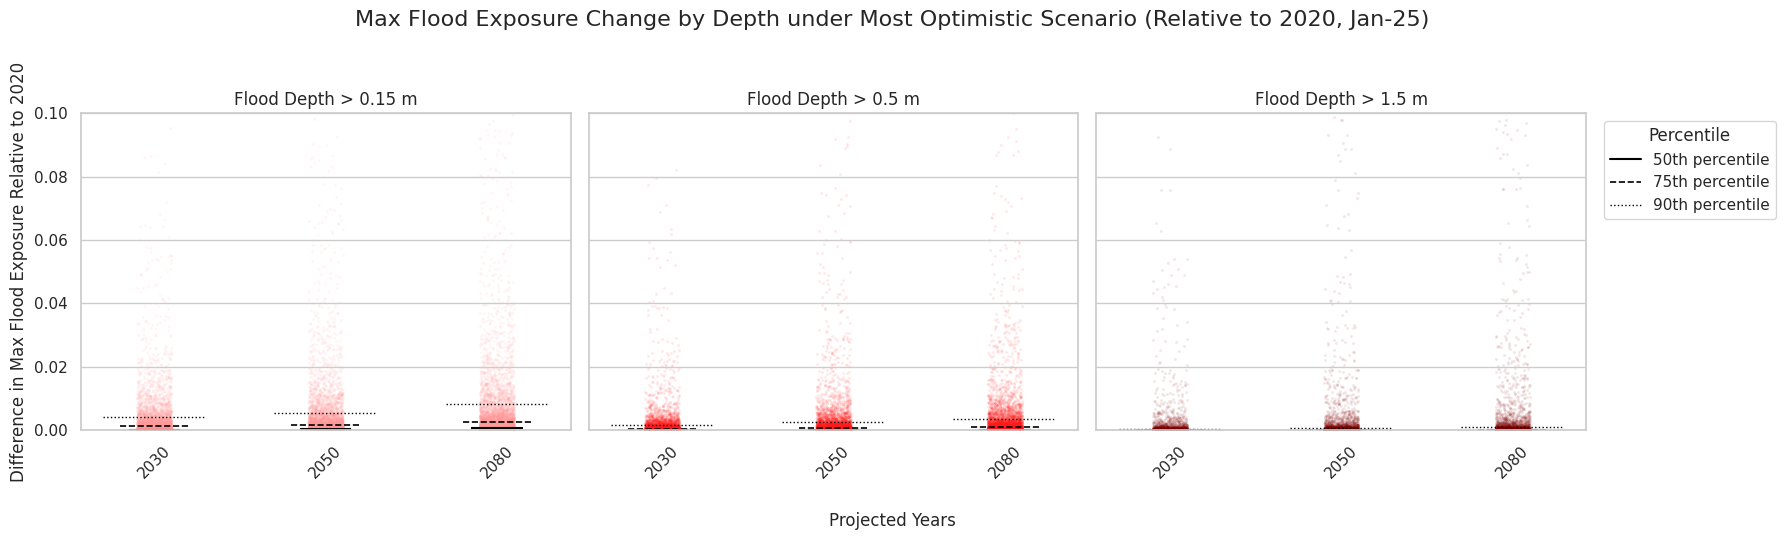 Max Flood Exposure Change by Depth under Most Optimistic Scenario (Relative to 2020, Jan-25)
Difference in Max Flood Exposure Relative to 2020
Flood Depth > 0.15 m
Flood Depth > 0.5 m
Flood Depth > 1.5 m
0.10
0.08
0.06
0.04
0.02
0.00
2030
2050
2080
2030
2050
2080
2030
2050
2080
Projected Years
Percentile
50th percentile
75th percentile
90th percentile